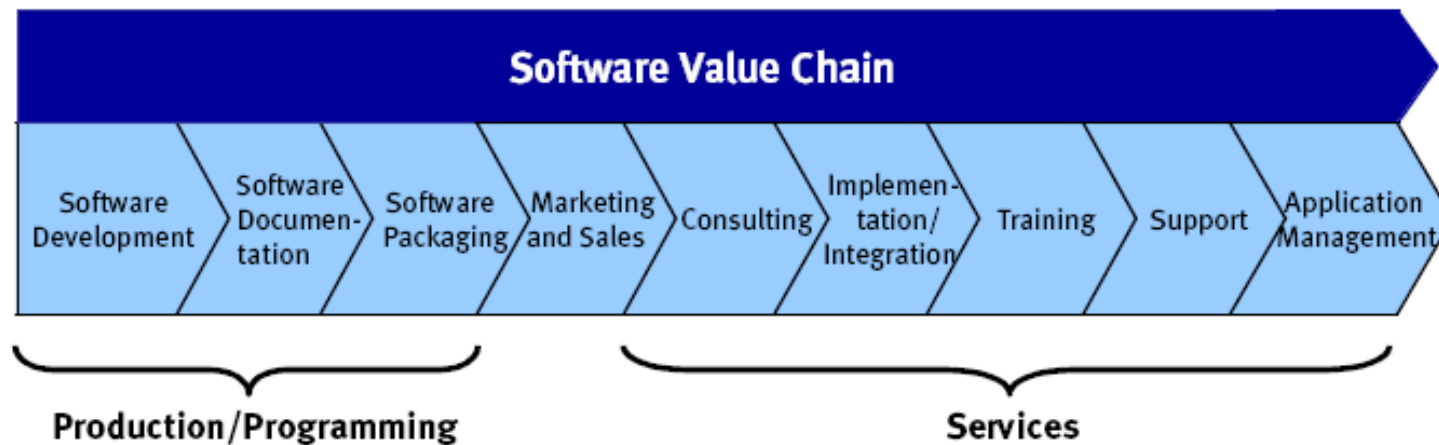 Software Value Chain
Software
Development
Software
Documen-
tation
Software
Packaging
Marketing
and Sales
Consulting
Implemen-
tation/
Integration
Training
Support
Application
Management
Production/Programming
Services